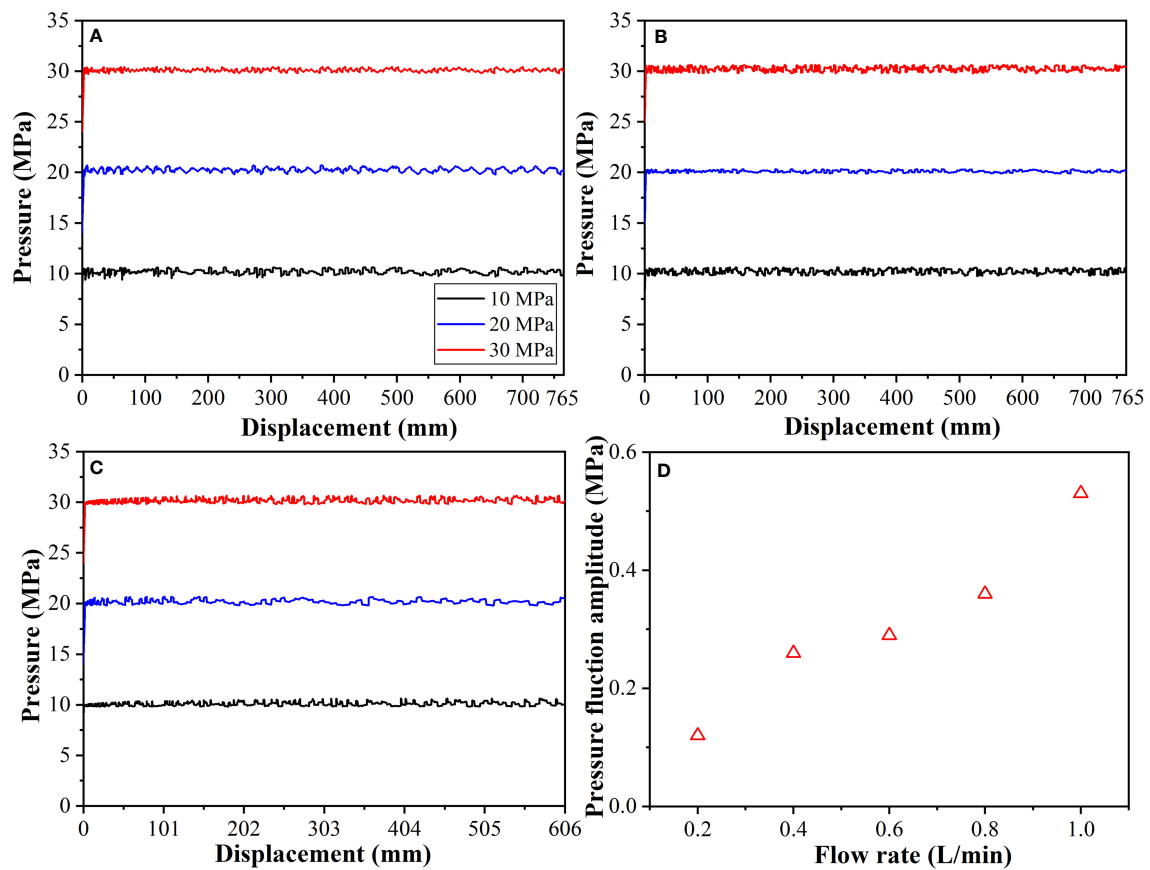 A
35
30
25
20
15
10
5
0
Pressure (MPa)
10 MPa
20 MPa
30 MPa
0 100 200 300 400 500 600 700 765
Displacement (mm)
B
35
30
25
20
15
10
5
0
Pressure (MPa)
0 100 200 300 400 500 600 700 765
Displacement (mm)
C
35
30
25
20
15
10
5
0
Pressure (MPa)
0 101 202 303 404 505 606
Displacement (mm)
D
0.6
0.4
0.2
0.0
Pressure fluction amplitude (MPa)
0.2 0.4 0.6 0.8 1.0
Flow rate (L/min)